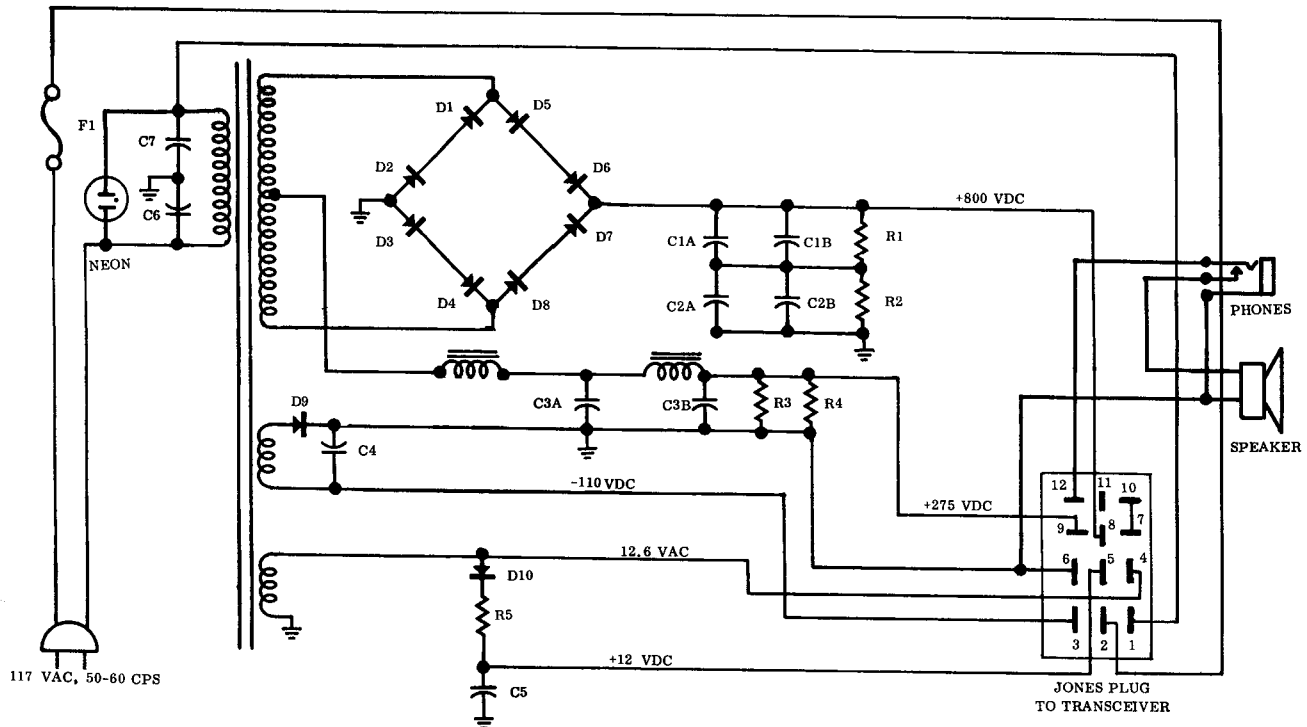 F1
C7
C6
NEON
117 VAC, 50-60 CPS
D1
D5
D2
D6
D3
D7
D4
D8
+800 VDC
C1A
C1B
R1
C2A
C2B
R2
PHONES
SPEAKER
C3A
C3B
R3
R4
D9
C4
-110 VDC
+275 VDC
12.6 VAC
D10
R5
+12 VDC
C5
12
11
10
9
8
7
6
5
4
3
2
1
JONES PLUG
TO TRANSCEIVER